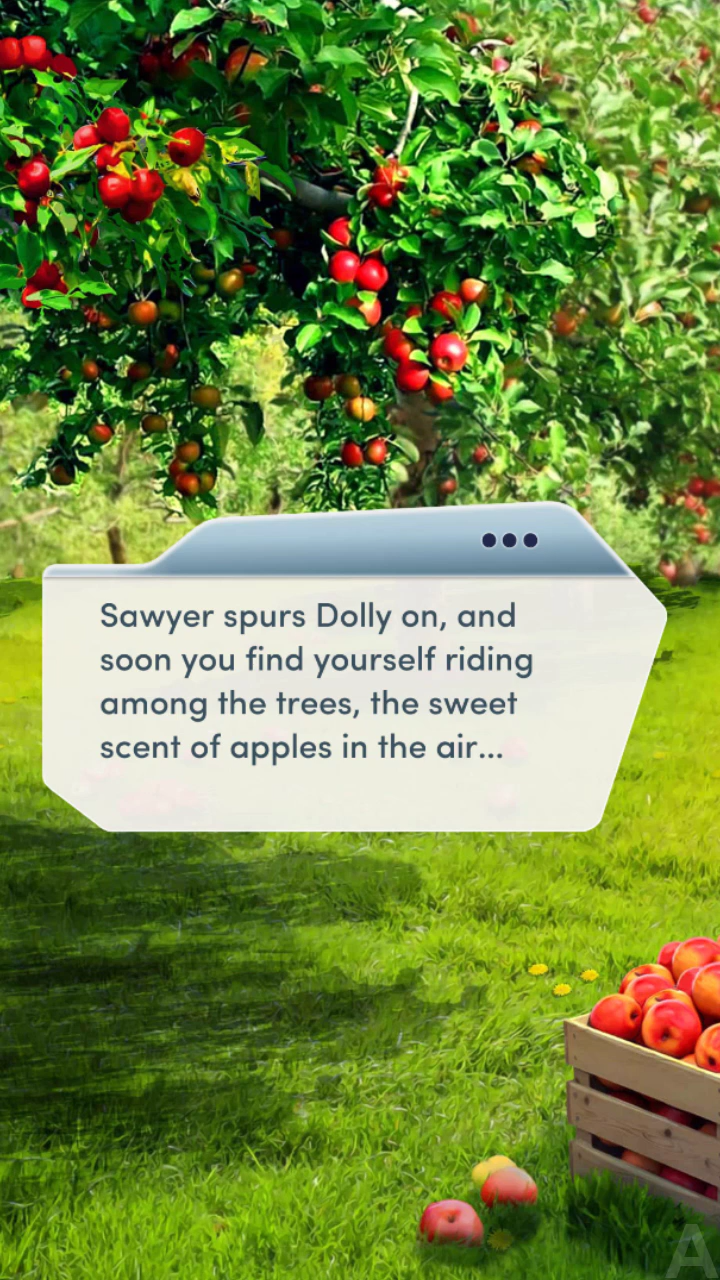 Sawyer spurs Dolly on, and
soon you find yourself riding
among the trees, the sweet
scent of apples in the air...
A